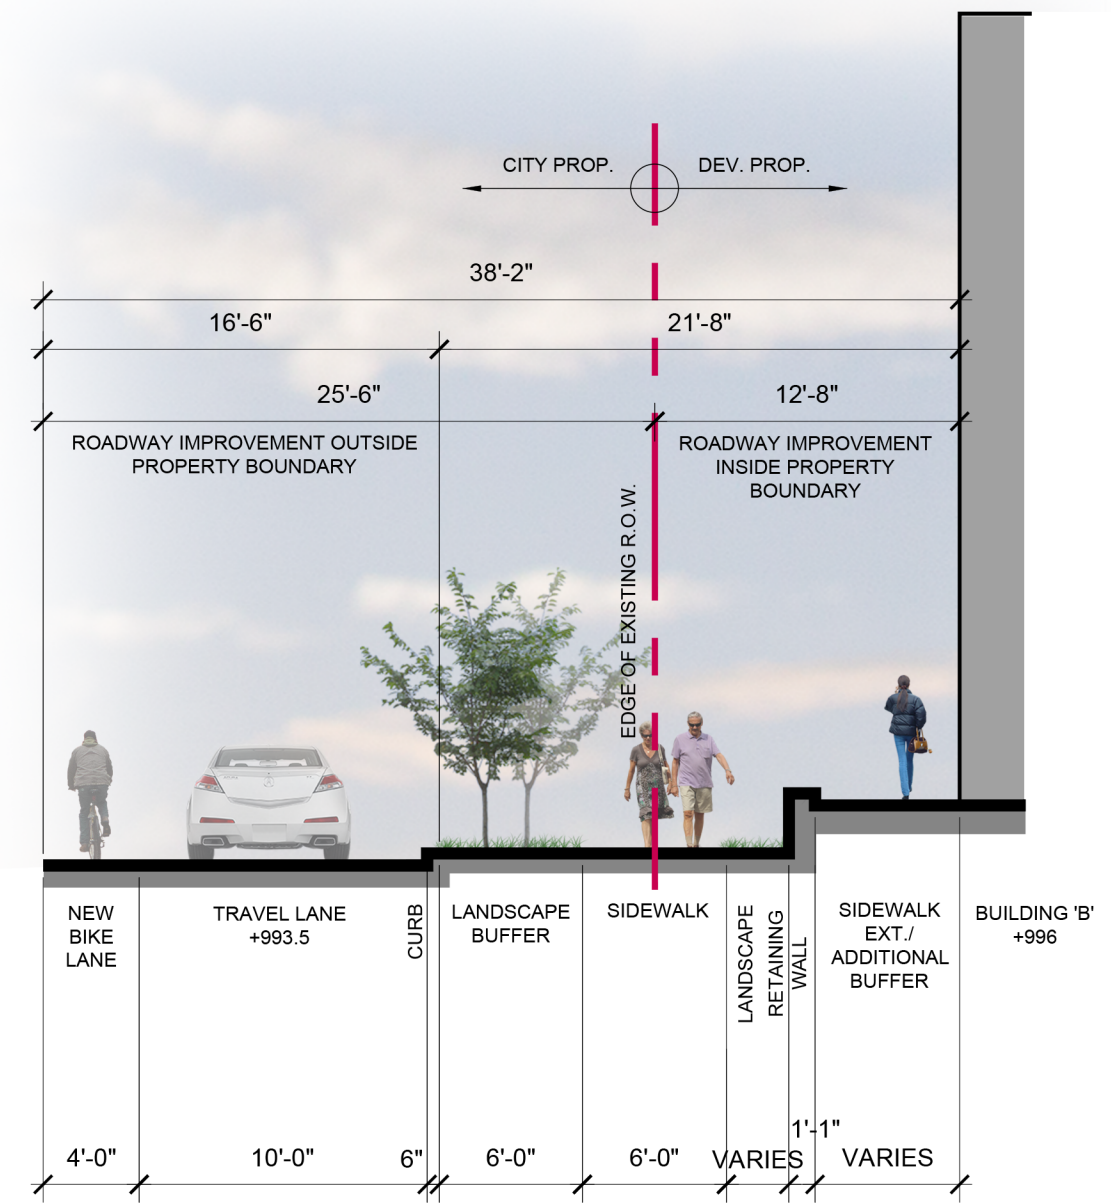 CITY PROP.
DEV. PROP.
38'-2"
16'-6"
21'-8"
25'-6"
12'-8"
ROADWAY IMPROVEMENT OUTSIDE
PROPERTY BOUNDARY
ROADWAY IMPROVEMENT
INSIDE PROPERTY
BOUNDARY
EDGE OF EXISTING R.O.W.
NEW
BIKE
LANE
TRAVEL LANE
+993.5
CURB
LANDSCAPE
BUFFER
SIDEWALK
LANDSCAPE
RETAINING
WALL
SIDEWALK
EXT./
ADDITIONAL
BUFFER
BUILDING 'B'
+996
4'-0"
10'-0"
6"
6'-0"
6'-0"
VARIES
1'-1"
VARIES